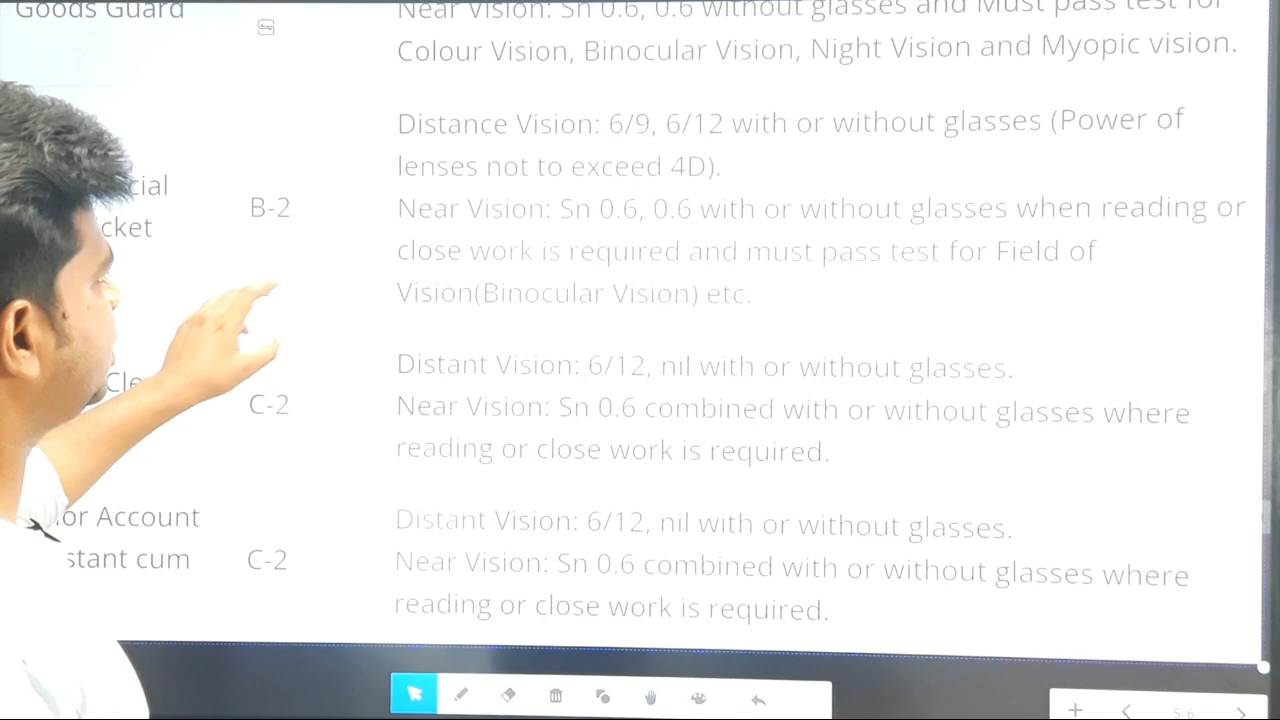 Goods Guard
Near Vision: Sn 0.6, 0.6 without glasses and Must pass test for
Colour Vision, Binocular Vision, Night Vision and Myopic vision.
cial
cket
B-2
Distance Vision: 6/9, 6/12 with or without glasses (Power of
lenses not to exceed 4D).
Near Vision: Sn 0.6, 0.6 with or without glasses when reading or
close work is required and must pass test for Field of
Vision(Binocular Vision) etc.
Cle
C-2
Distant Vision: 6/12, nil with or without glasses.
Near Vision: Sn 0.6 combined with or without glasses where
reading or close work is required.
or Account
stant cum
C-2
Distant Vision: 6/12, nil with or without glasses.
Near Vision: Sn 0.6 combined with or without glasses where
reading or close work is required.